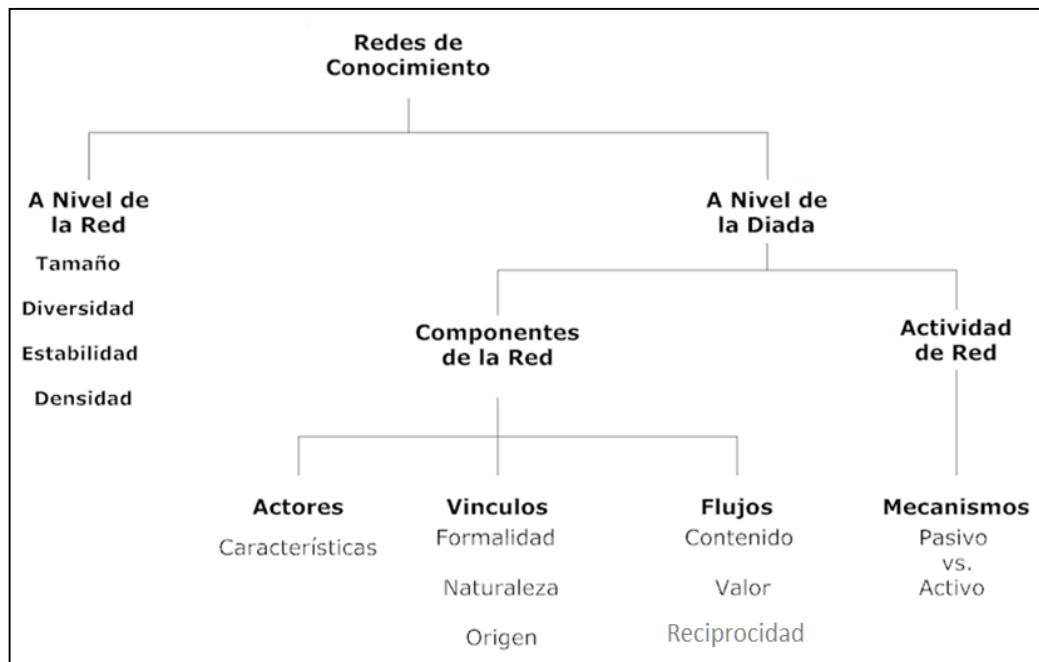 Redes de
Conocimiento
A Nivel de
la Red
Tamaño
Diversidad
Estabilidad
Densidad
A Nivel de
la Diada
Componentes
de la Red
Actividad
de Red
Actores
Características
Vinculos
Formalidad
Naturaleza
Origen
Flujos
Contenido
Valor
Reciprocidad
Mecanismos
Pasivo
vs.
Activo